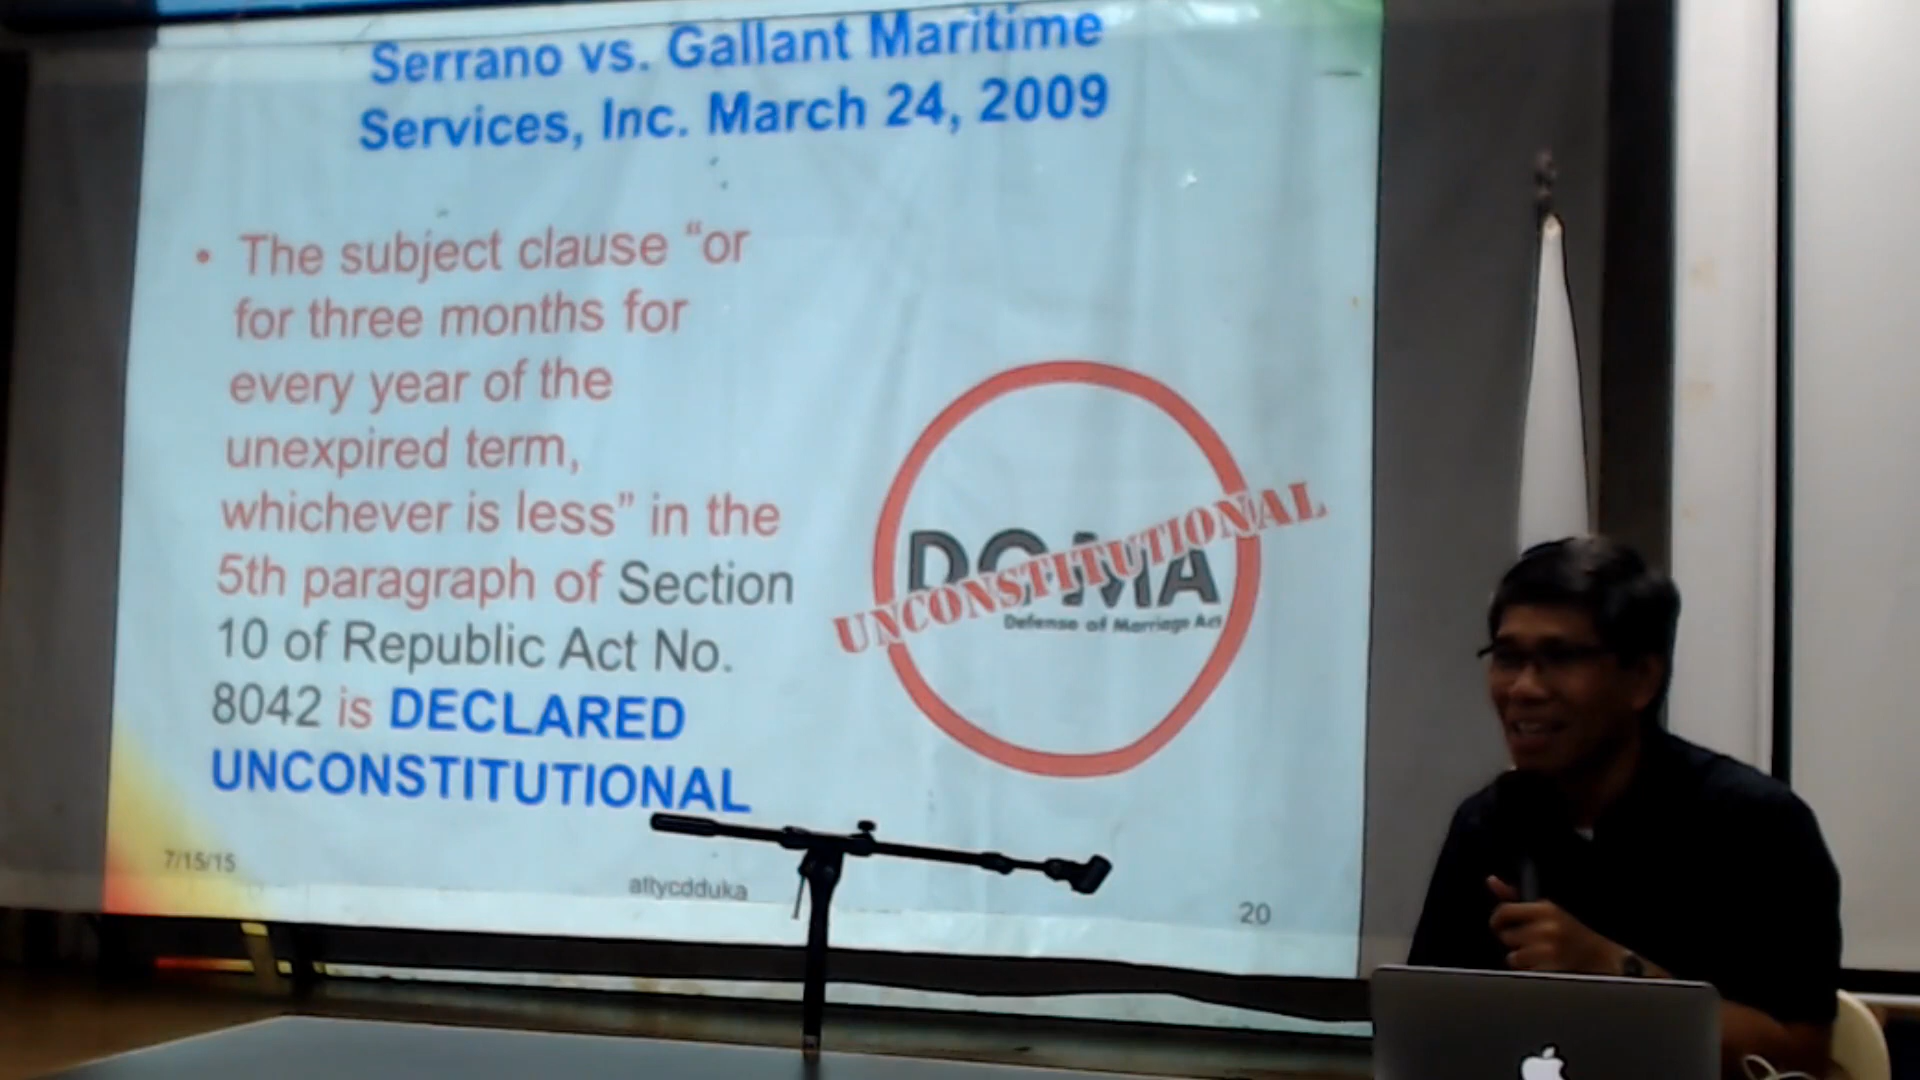 Serrano vs. Gallant Maritime
Services, Inc. March 24, 2009
• The subject clause “or
for three months for
every year of the
unexpired term,
whichever is less” in the
5th paragraph of Section
10 of Republic Act No.
8042 is DECLARED
UNCONSTITUTIONAL
DOMA
UNCONSTITUTIONAL
Defense of Marriage Act
7/15/15
attycdduka
20